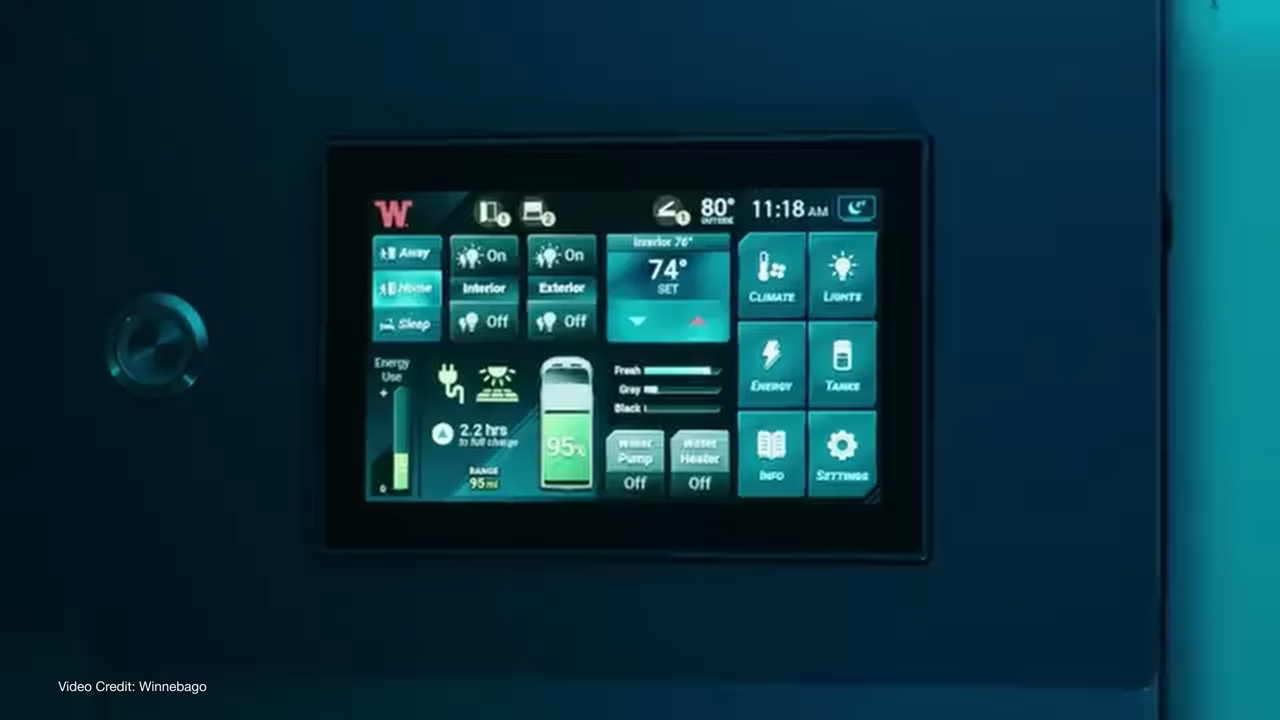 W
80°
OUTSIDE
11:18 AM
Away
Home
Sleep
On
Interior
Off
On
Exterior
Off
Interior 76°
74°
SET
CLIMATE
LIGHTS
ENERGY
TANKS
INFO
SETTINGS
Energy
Use
+
0
2.2 hrs
to full charge
RANGE
95 mi
95%
Fresh
Gray
Black
Water
Pump
Off
Water
Heater
Off
Video Credit: Winnebago